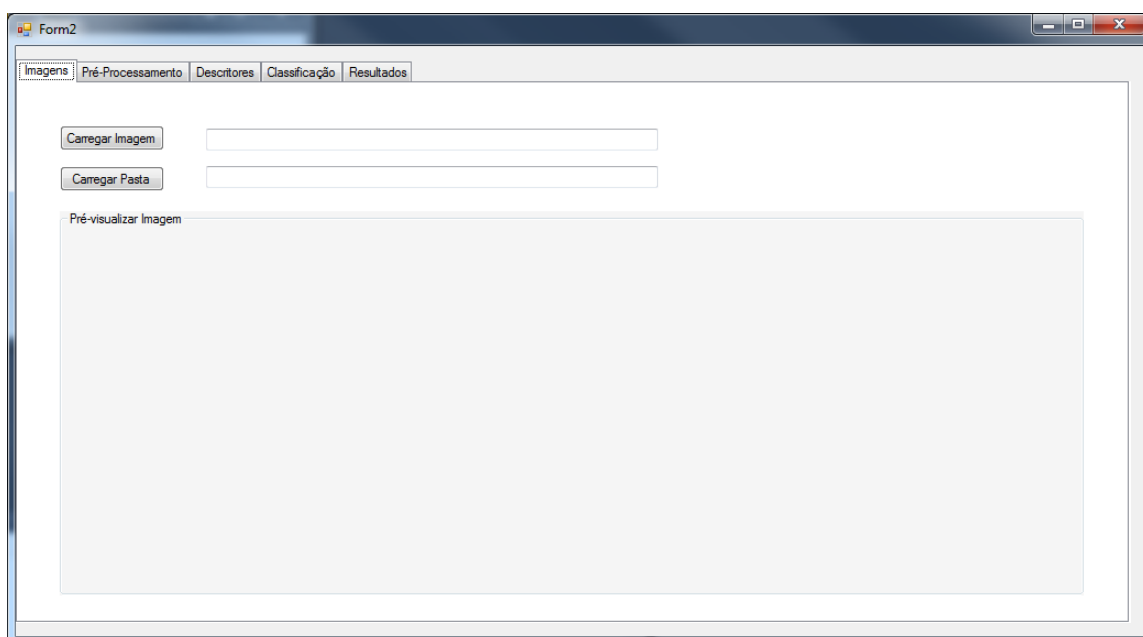 Form2
Imagens Pré-Processamento Descritores Classificação Resultados
Carregar Imagem
Carregar Pasta
Pré-visualizar Imagem